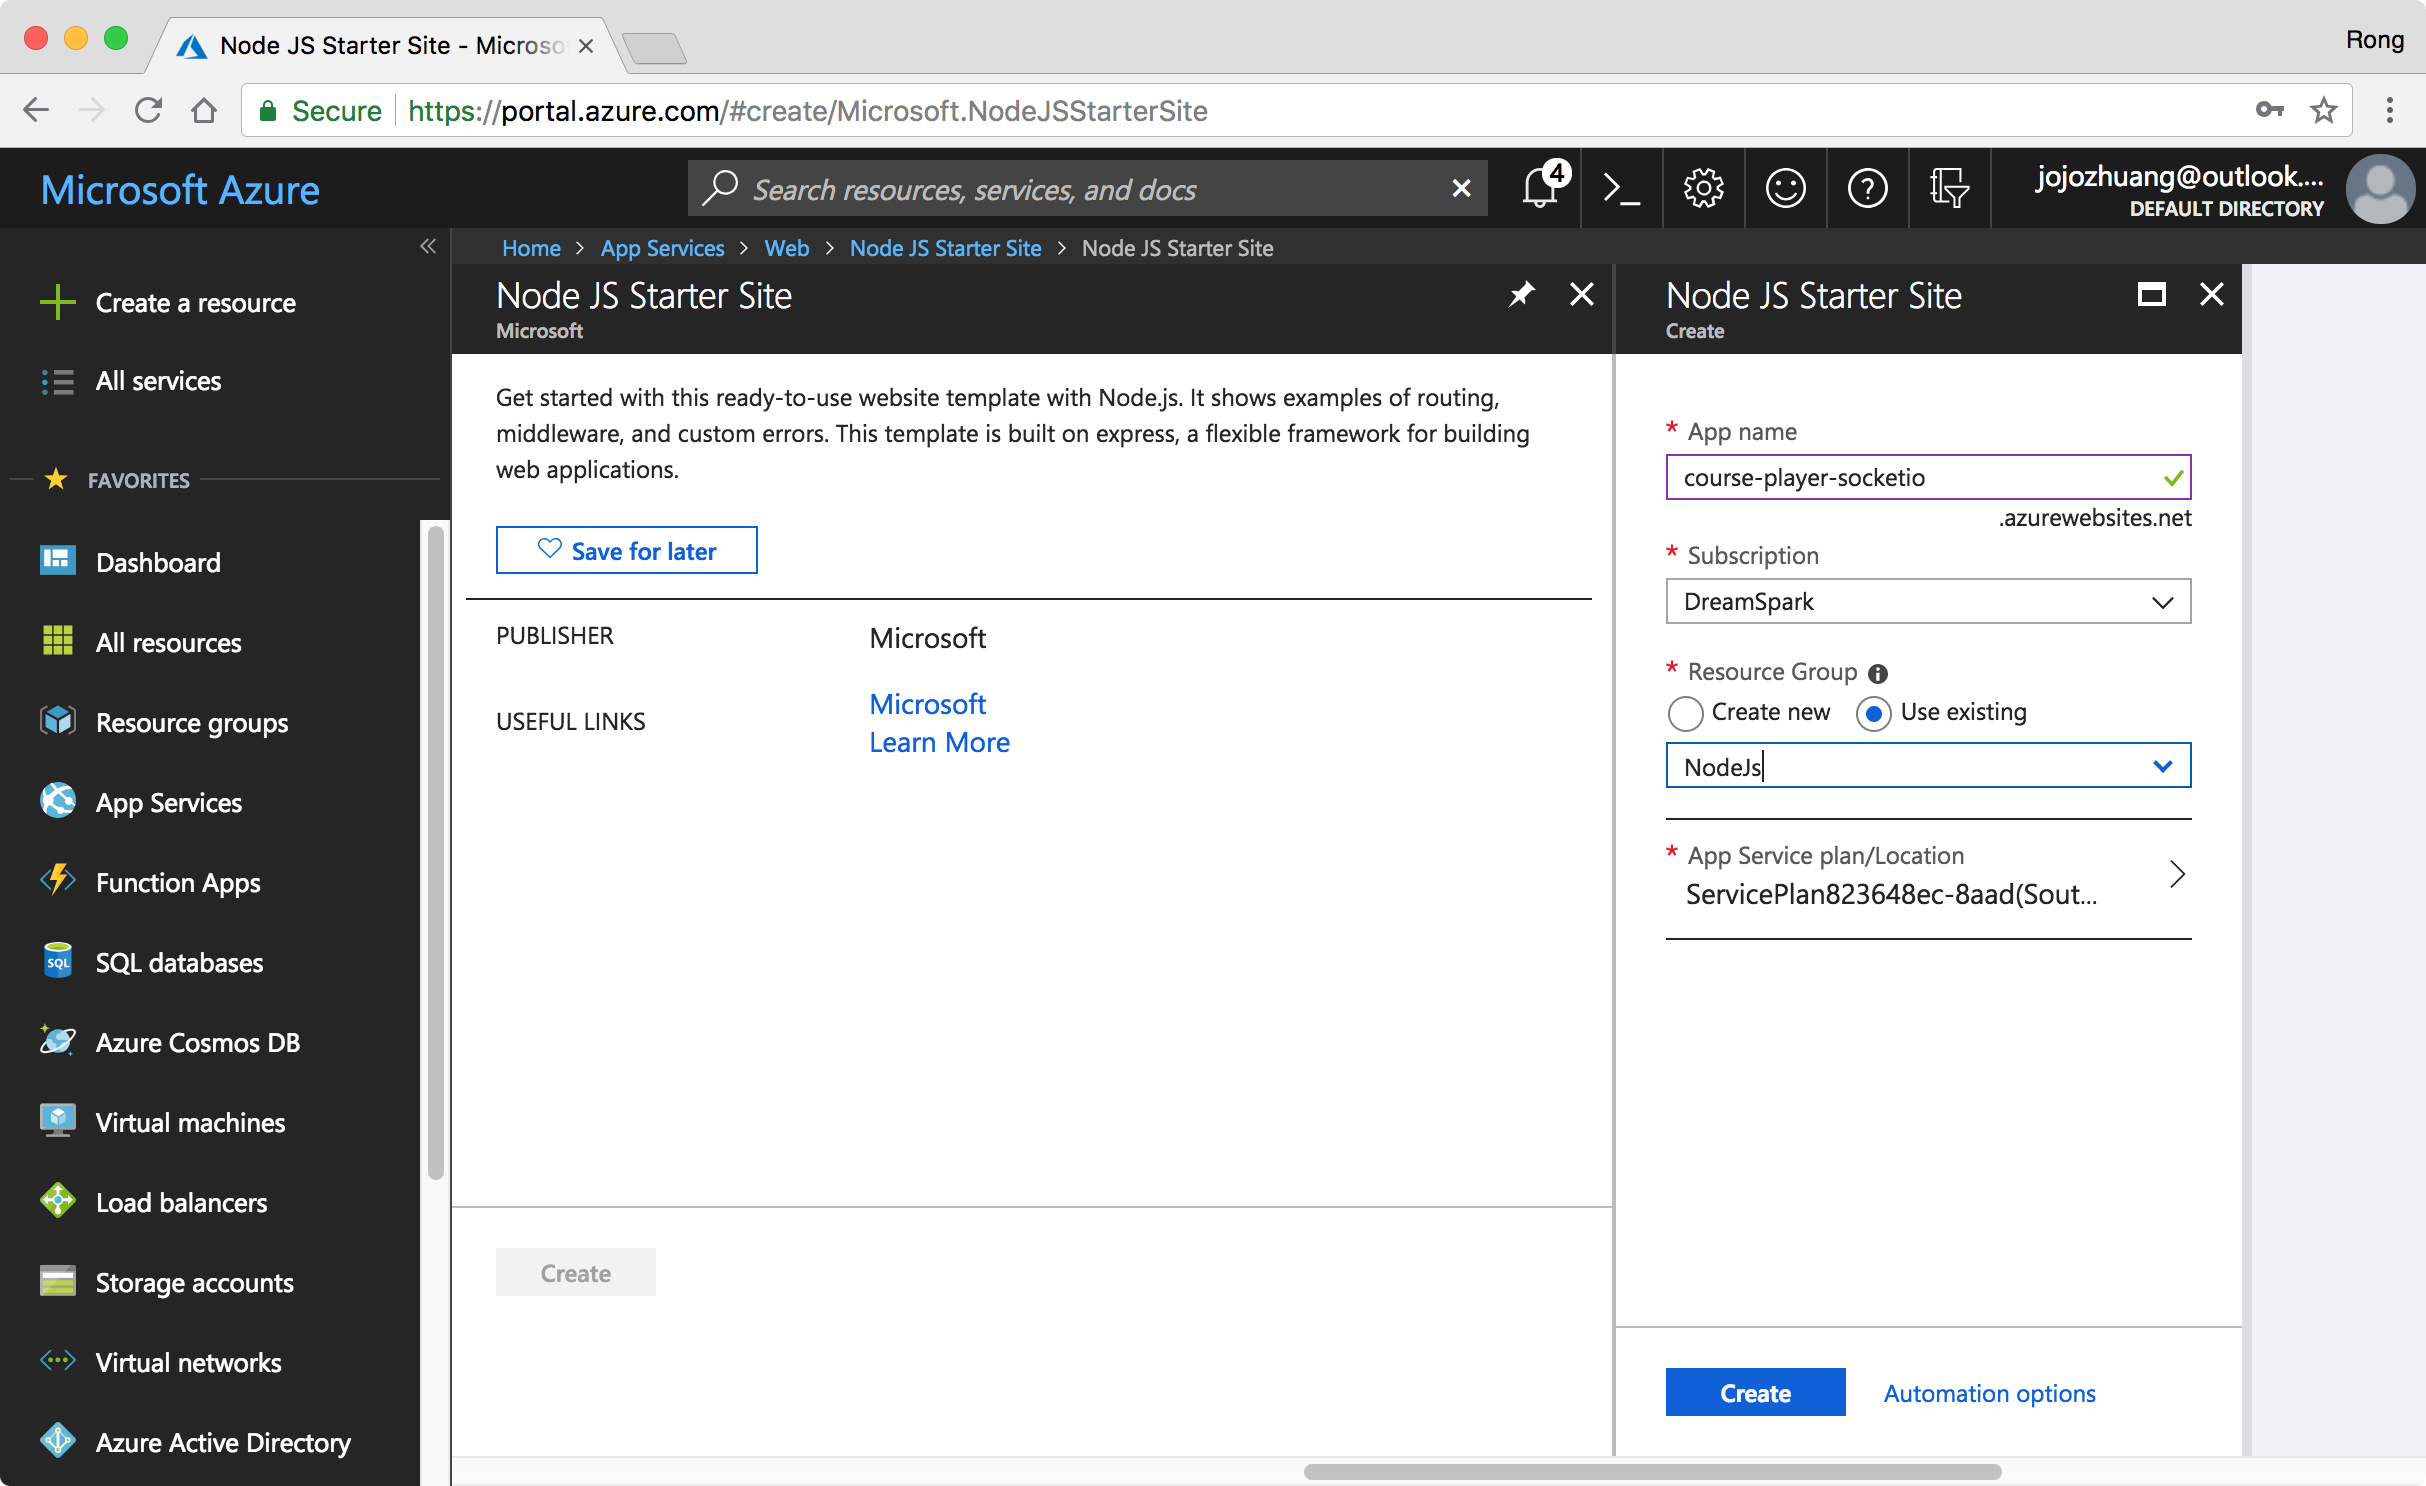 Node JS Starter Site - Microso
Rong
Secure
https://portal.azure.com/#create/Microsoft.NodeJSStarterSite
Microsoft Azure
Search resources, services, and docs
4
jojozhuang@outlook....
DEFAULT DIRECTORY
Home > App Services > Web > Node JS Starter Site > Node JS Starter Site
Create a resource
All services
FAVORITES
Dashboard
All resources
Resource groups
App Services
Function Apps
SQL
SQL databases
Azure Cosmos DB
Virtual machines
Load balancers
Storage accounts
Virtual networks
Azure Active Directory
Node JS Starter Site
Microsoft
Get started with this ready-to-use website template with Node.js. It shows examples of routing,
middleware, and custom errors. This template is built on express, a flexible framework for building
web applications.
Save for later
PUBLISHER
Microsoft
USEFUL LINKS
Microsoft
Learn More
Create
Node JS Starter Site
Create
* App name
course-player-socketio
.azurewebsites.net
* Subscription
DreamSpark
* Resource Group
Create new
Use existing
NodeJs
* App Service plan/Location
ServicePlan823648ec-8aad(Sout...
Create
Automation options